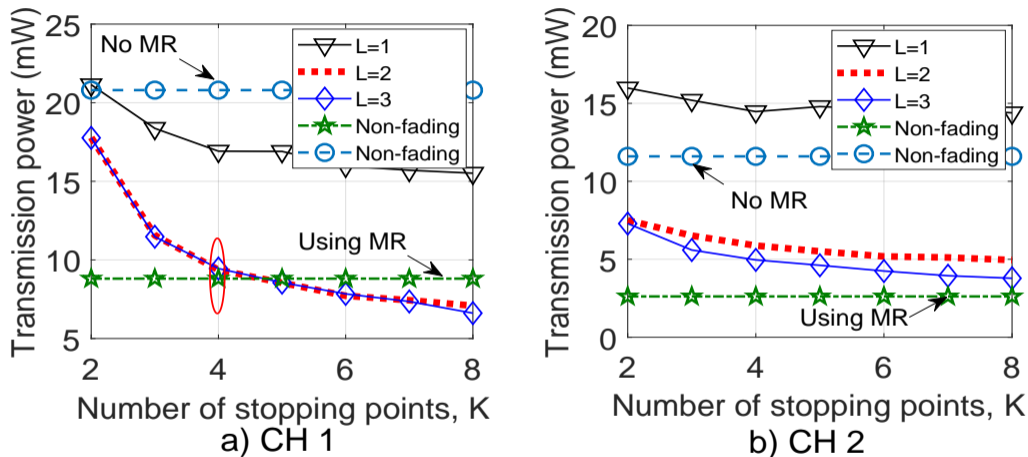 Transmission power (mW)
25
20
15
10
5
No MR
L=1
L=2
L=3
Non-fading
Non-fading
Using MR
2
4
6
8
Number of stopping points, K
a) CH 1
Transmission power (mW)
20
15
10
5
0
L=1
L=2
L=3
Non-fading
Non-fading
No MR
Using MR
2
4
6
8
Number of stopping points, K
b) CH 2